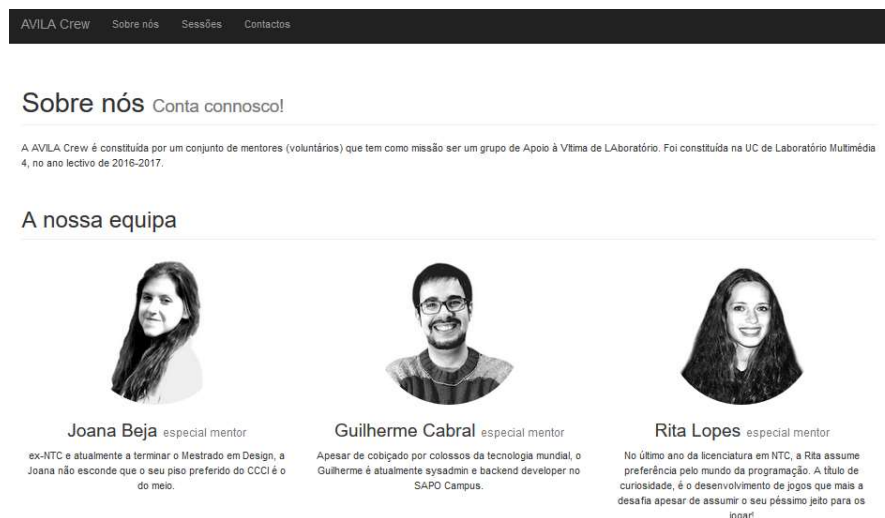 AVILA Crew Sobre nós Sessões Contactos
Sobre nós Conta connosco!
A AVILA Crew é constituída por um conjunto de mentores (voluntários) que tem como missão ser um grupo de Apoio à VItima de LAboratório. Foi constituída na UC de Laboratório Multimédia
4, no ano lectivo de 2016-2017.
A nossa equipa
Joana Beja especial mentor
ex-NTC e atualmente a terminar o Mestrado em Design, a
Joana não esconde que o seu piso preferido do CCCI é o
do meio.
Guilherme Cabral especial mentor
Apesar de cobiçado por colossos da tecnologia mundial, o
Guilherme é atualmente sysadmin e backend developer no
SAPO Campus.
Rita Lopes especial mentor
No último ano da licenciatura em NTC, a Rita assume
preferência pelo mundo da programação. A título de
curiosidade, é o desenvolvimento de jogos que mais a
desafia apesar de assumir o seu péssimo jeito para os
jogar!